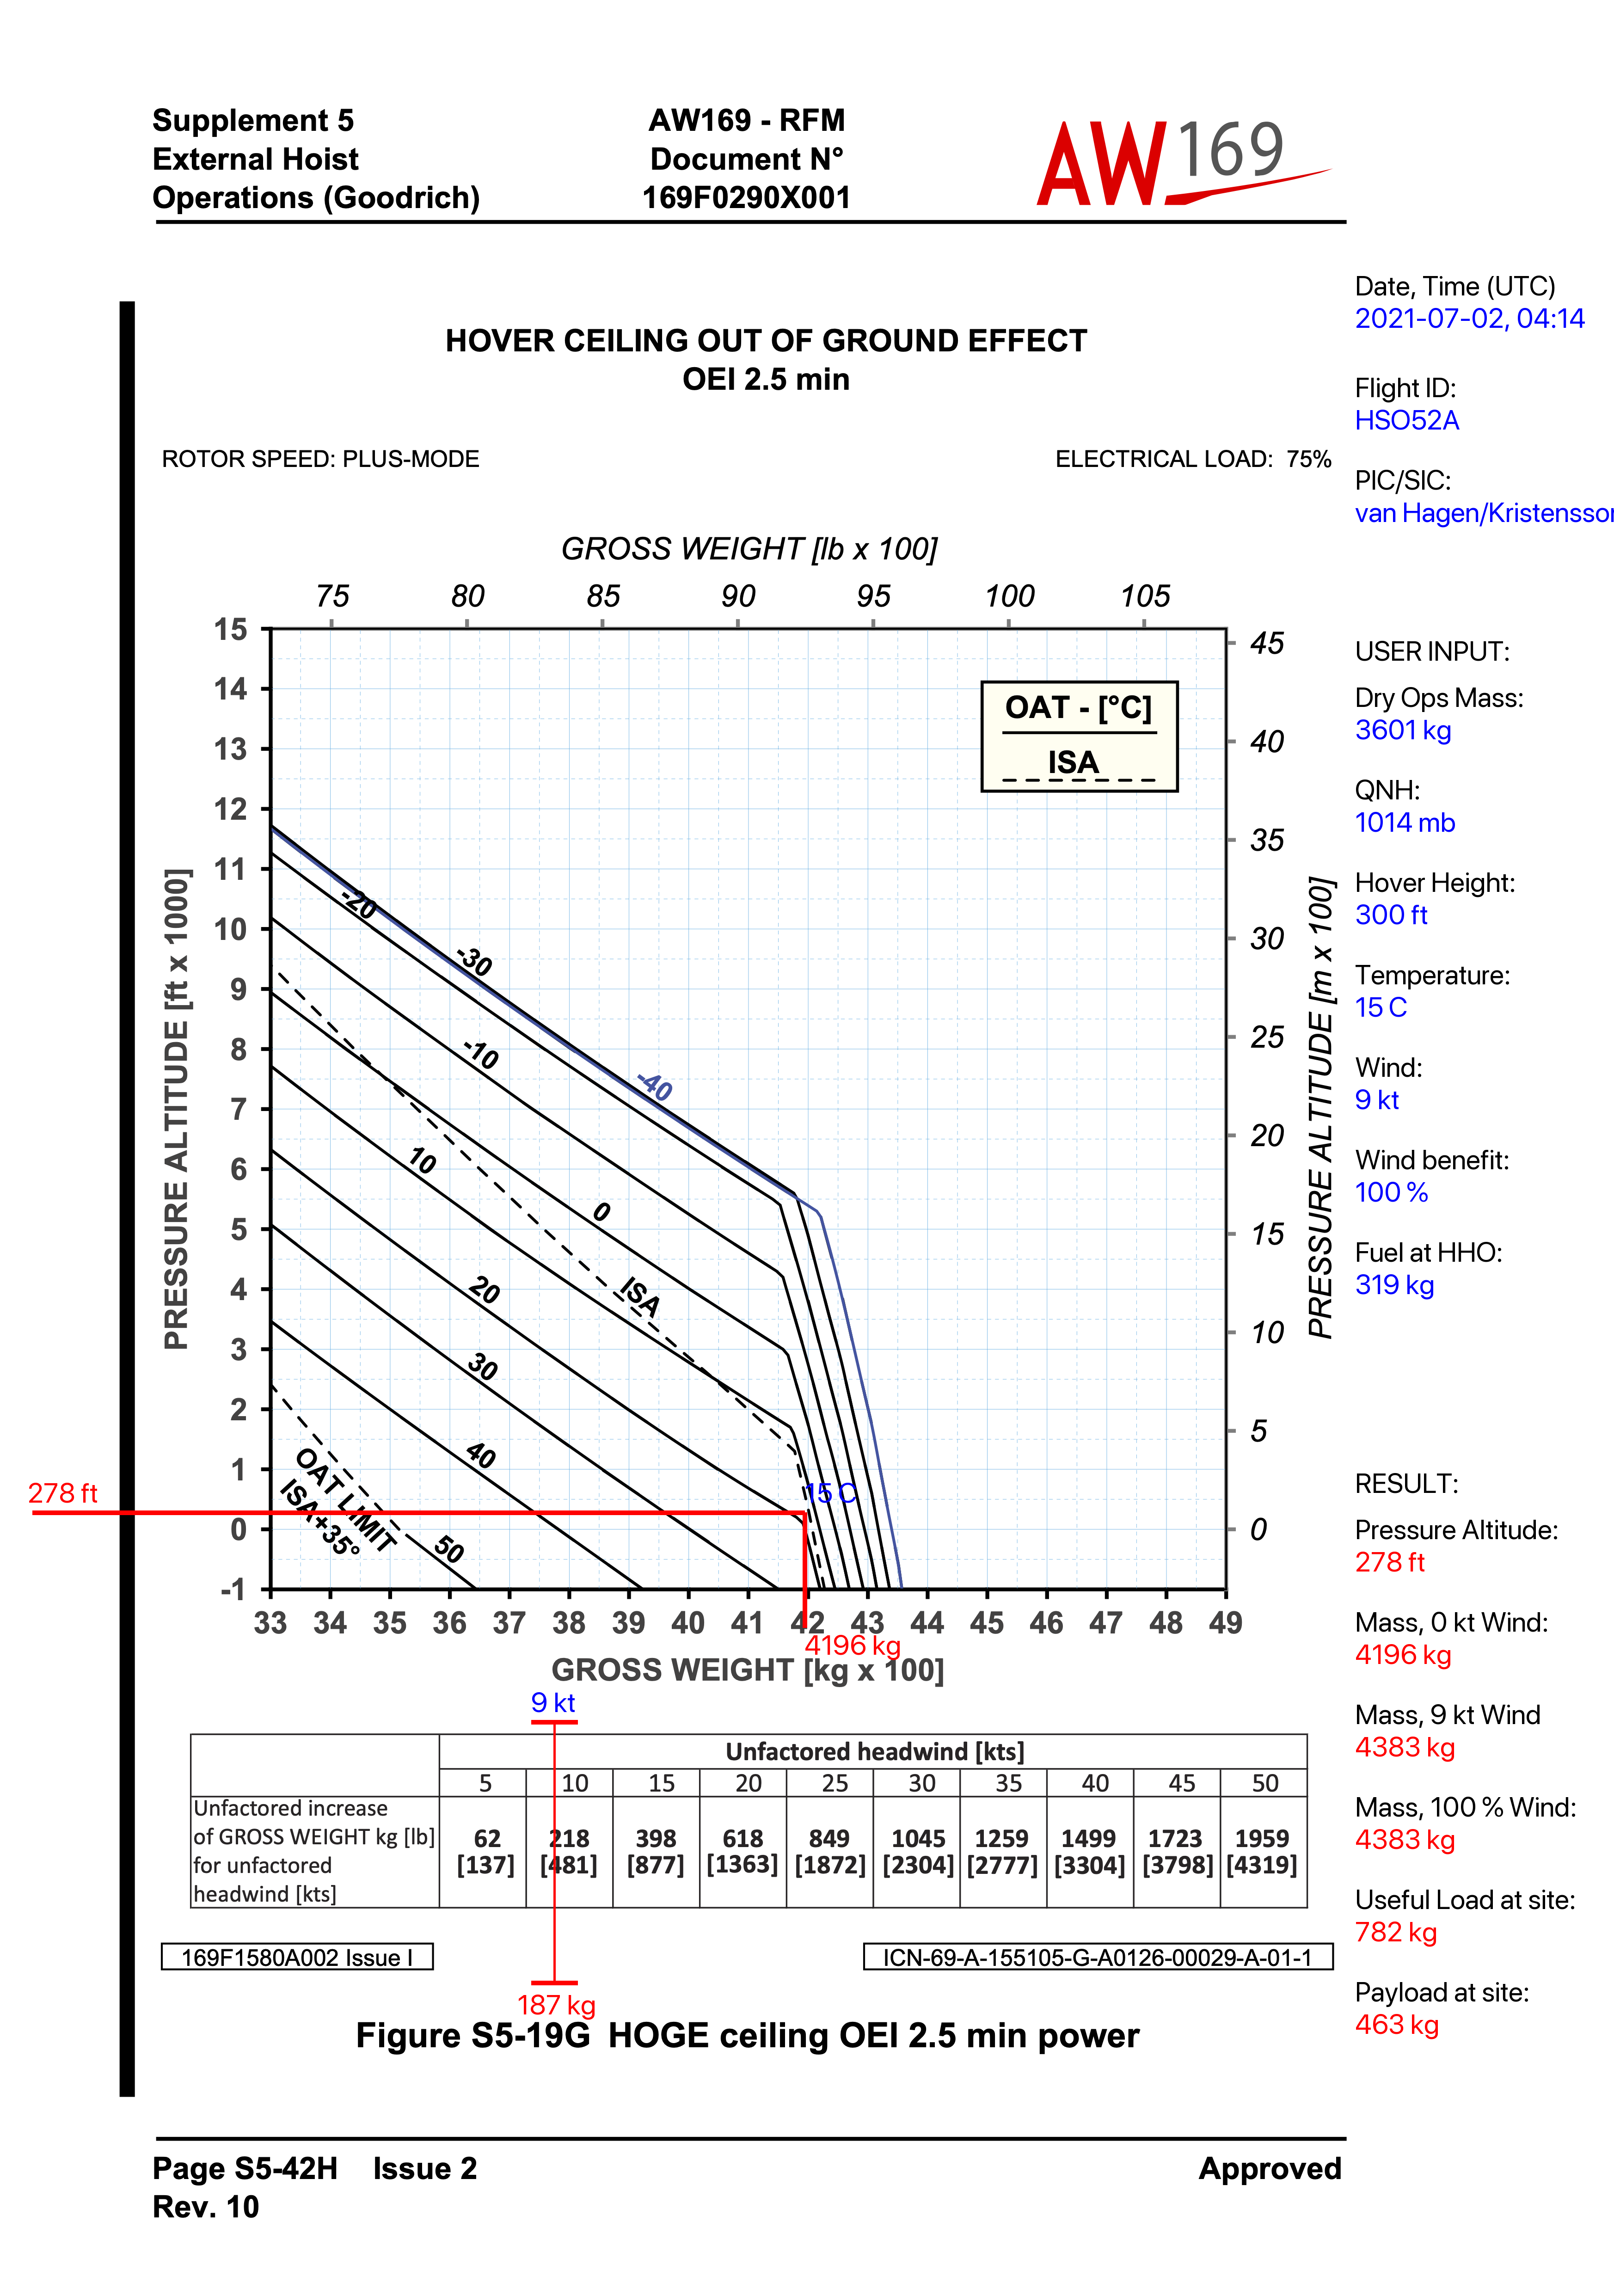 Supplement 5
External Hoist
Operations (Goodrich)
AW169 - RFM
Document N°
169F0290X001
AW169
Date, Time (UTC)
2021-07-02, 04:14
Flight ID:
HSO52A
PIC/SIC:
van Hagen/Kristensson
HOVER CEILING OUT OF GROUND EFFECT
OEI 2.5 min
ROTOR SPEED: PLUS-MODE
ELECTRICAL LOAD: 75%
GROSS WEIGHT [lb x 100]
75 80 85 90 95 100 105
PRESSURE ALTITUDE [ft x 1000]
15
14
13
12
11
10
9
8
7
6
5
4
3
2
1
0
-1
OAT - [°C]
ISA
-20
-30
-10
-40
10
0
20
ISA
30
40
OAT LIMIT
ISA+35°
50
15 C
278 ft
45
40
35
30
25
20
15
10
5
0
PRESSURE ALTITUDE [m x 100]
33 34 35 36 37 38 39 40 41 42 43 44 45 46 47 48 49
4196 kg
GROSS WEIGHT [kg x 100]
9 kt
Unfactored headwind [kts]
5 10 15 20 25 30 35 40 45 50
Unfactored increase
of GROSS WEIGHT kg [lb]
for unfactored
headwind [kts]
62 218 398 618 849 1045 1259 1499 1723 1959
[137] [481] [877] [1363] [1872] [2304] [2777] [3304] [3798] [4319]
169F1580A002 Issue I
ICN-69-A-155105-G-A0126-00029-A-01-1
187 kg
Figure S5-19G HOGE ceiling OEI 2.5 min power
USER INPUT:
Dry Ops Mass:
3601 kg
QNH:
1014 mb
Hover Height:
300 ft
Temperature:
15 C
Wind:
9 kt
Wind benefit:
100 %
Fuel at HHO:
319 kg
RESULT:
Pressure Altitude:
278 ft
Mass, 0 kt Wind:
4196 kg
Mass, 9 kt Wind
4383 kg
Mass, 100 % Wind:
4383 kg
Useful Load at site:
782 kg
Payload at site:
463 kg
Page S5-42H Issue 2
Rev. 10
Approved